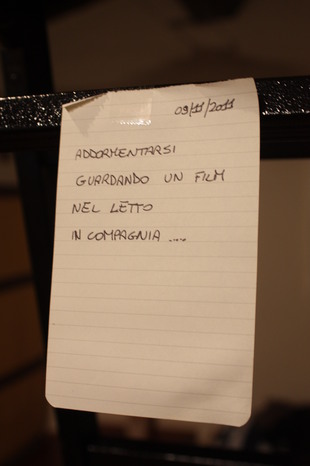 09/11/2011
ADDORMENTARSI
GUARDANDO UN FILM
NEL LETTO
IN COMPAGNIA ....